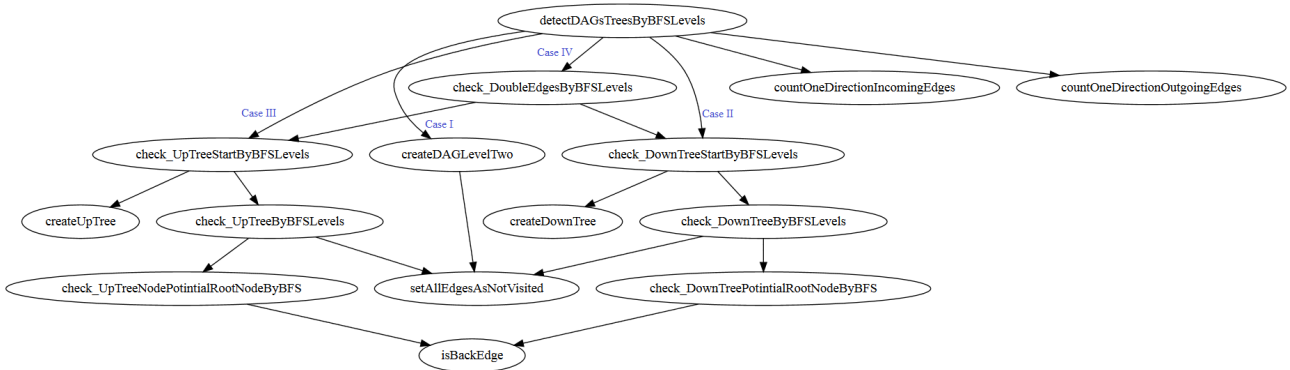 detectDAGsTreesByBFSLevels
Case IV
check_DoubleEdgesByBFSLevels
countOneDirectionIncomingEdges
countOneDirectionOutgoingEdges
Case III
Case I
Case II
check_UpTreeStartByBFSLevels
createDAGLevelTwo
check_DownTreeStartByBFSLevels
createUpTree
check_UpTreeByBFSLevels
createDownTree
check_DownTreeByBFSLevels
check_UpTreeNodePotintialRootNodeByBFS
setAllEdgesAsNotVisited
check_DownTreePotintialRootNodeByBFS
isBackEdge